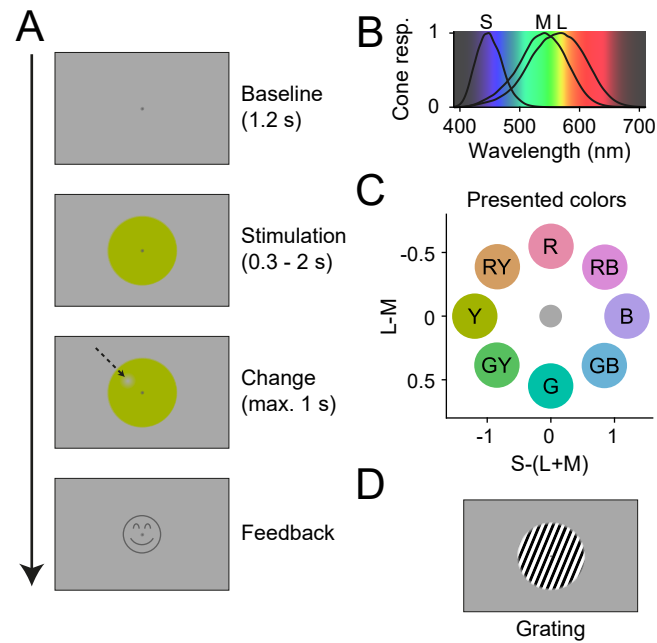 A
Baseline
(1.2 s)
Stimulation
(0.3 - 2 s)
Change
(max. 1 s)
Feedback
B
S M L
Cone resp.
1
0
400 500 600 700
Wavelength (nm)
C
Presented colors
L-M
-0.5
0
0.5
R
RY RB
Y B
GY GB
G
-1 0 1
S-(L+M)
D
Grating